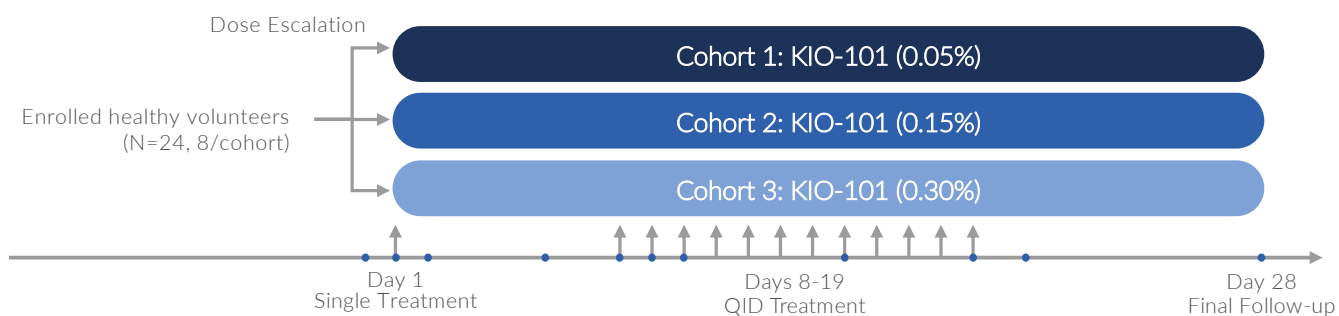 Dose Escalation
Cohort 1: KIO-101 (0.05%)
Enrolled healthy volunteers
(N=24, 8/cohort)
Cohort 2: KIO-101 (0.15%)
Cohort 3: KIO-101 (0.30%)
Day 1
Single Treatment
Days 8-19
QID Treatment
Day 28
Final Follow-up